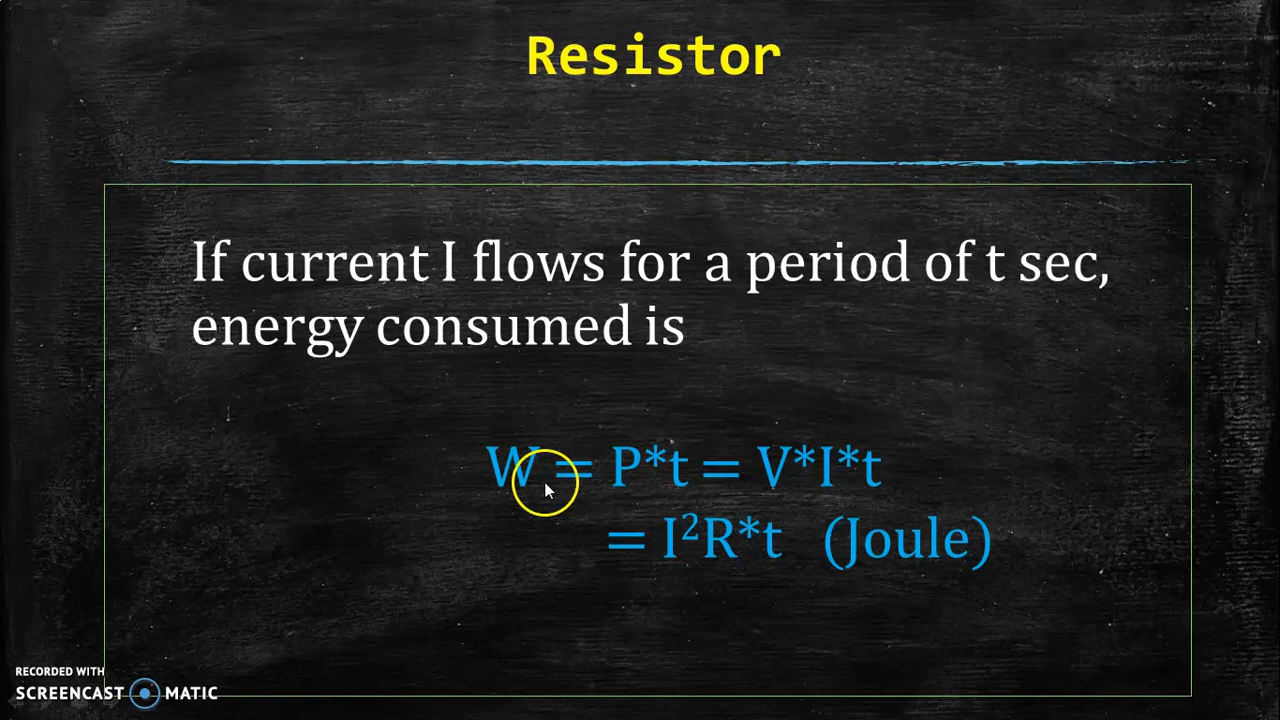 Resistor
If current I flows for a period of t sec,
energy consumed is
W = P*t = V*I*t
= I²R*t (Joule)
RECORDED WITH
SCREENCAST MATIC